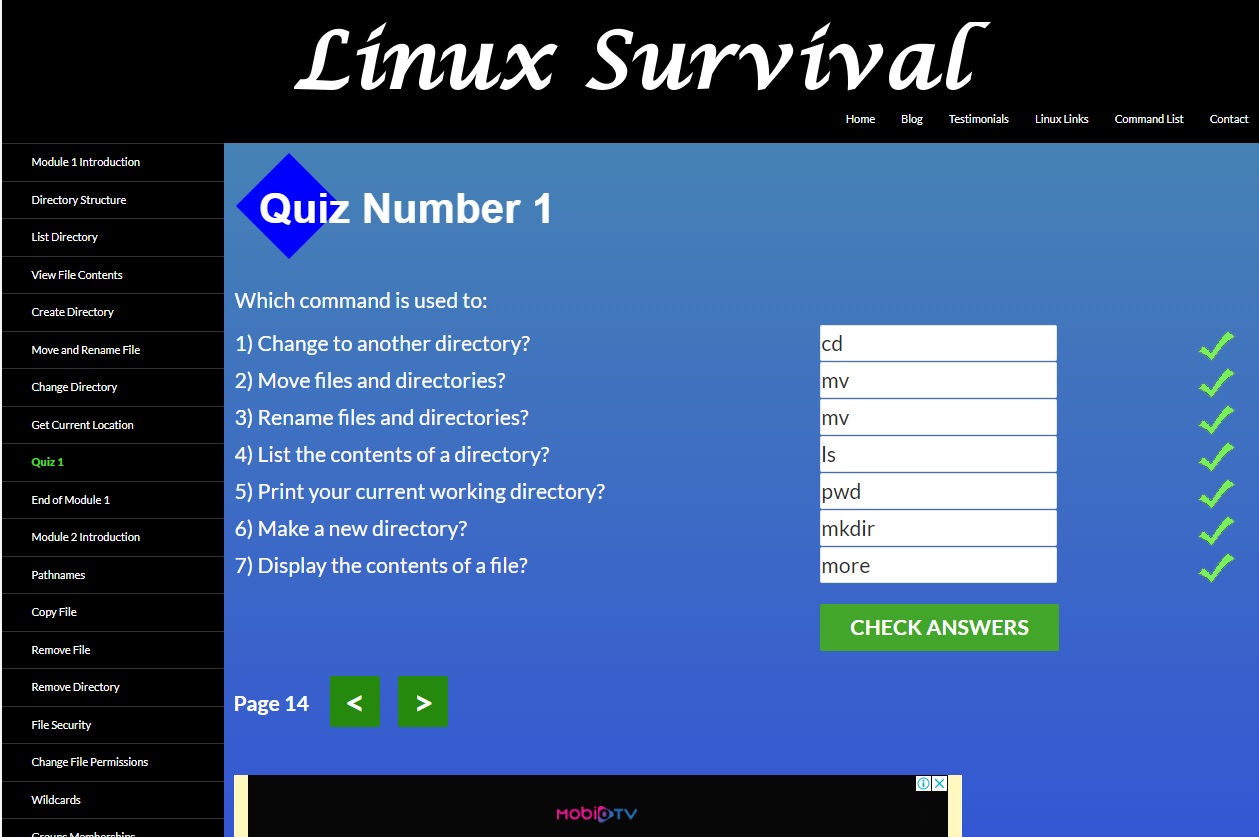 Linux Survival
Home Blog Testimonials Linux Links Command List Contact
Module 1 Introduction
Directory Structure
List Directory
View File Contents
Create Directory
Move and Rename File
Change Directory
Get Current Location
Quiz 1
End of Module 1
Module 2 Introduction
Pathnames
Copy File
Remove File
Remove Directory
File Security
Change File Permissions
Wildcards
Groups Memberships
Quiz Number 1
Which command is used to:
1) Change to another directory? cd
2) Move files and directories? mv
3) Rename files and directories? mv
4) List the contents of a directory? ls
5) Print your current working directory? pwd
6) Make a new directory? mkdir
7) Display the contents of a file? more
CHECK ANSWERS
Page 14 < >
MOBIOTV